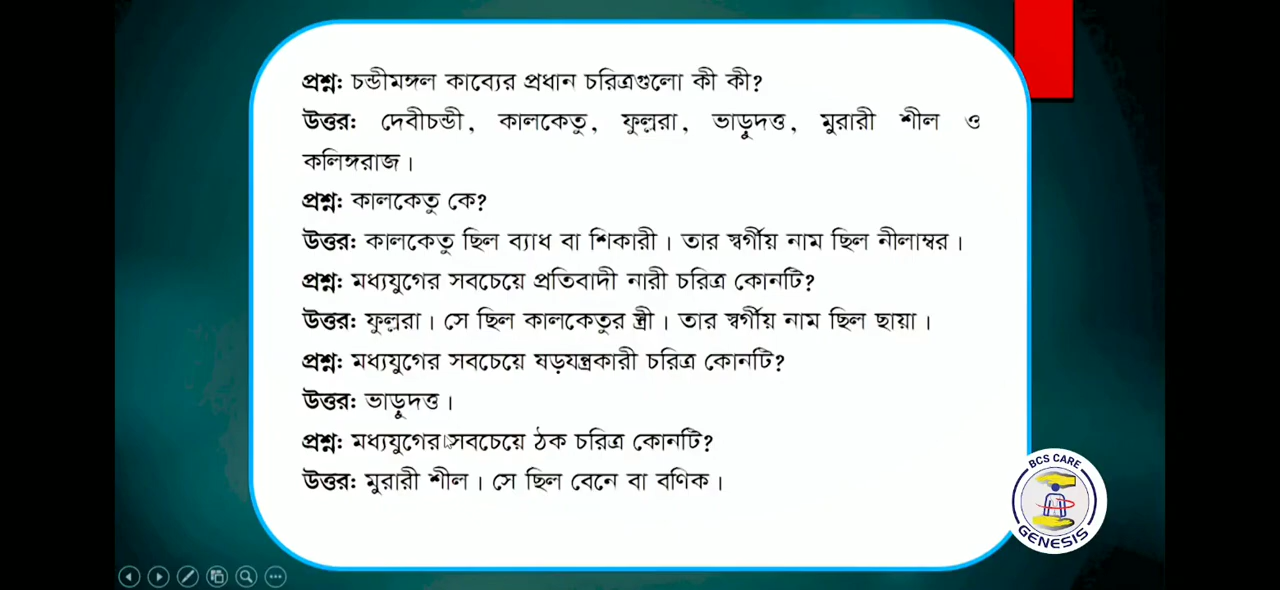 প্রশ্ন: চন্ডীমঙ্গল কাব্যের প্রধান চরিত্রগুলো কী কী?
উত্তর: দেবীচন্ডী, কালকেতু, ফুল্লরা, ভাড়ুদত্ত, মুরারী শীল ও
কলিঙ্গরাজ।
প্রশ্ন: কালকেতু কে?
উত্তর: কালকেতু ছিল ব্যাধ বা শিকারী। তার স্বর্গীয় নাম ছিল নীলাম্বর।
প্রশ্ন: মধ্যযুগের সবচেয়ে প্রতিবাদী নারী চরিত্র কোনটি?
উত্তর: ফুল্লরা। সে ছিল কালকেতুর স্ত্রী। তার স্বর্গীয় নাম ছিল ছায়া।
প্রশ্ন: মধ্যযুগের সবচেয়ে ষড়যন্ত্রকারী চরিত্র কোনটি?
উত্তর: ভাড়ুদত্ত।
প্রশ্ন: মধ্যযুগের সবচেয়ে ঠক চরিত্র কোনটি?
উত্তর: মুরারী শীল। সে ছিল বেনে বা বণিক।
BCS CARE
GENESIS